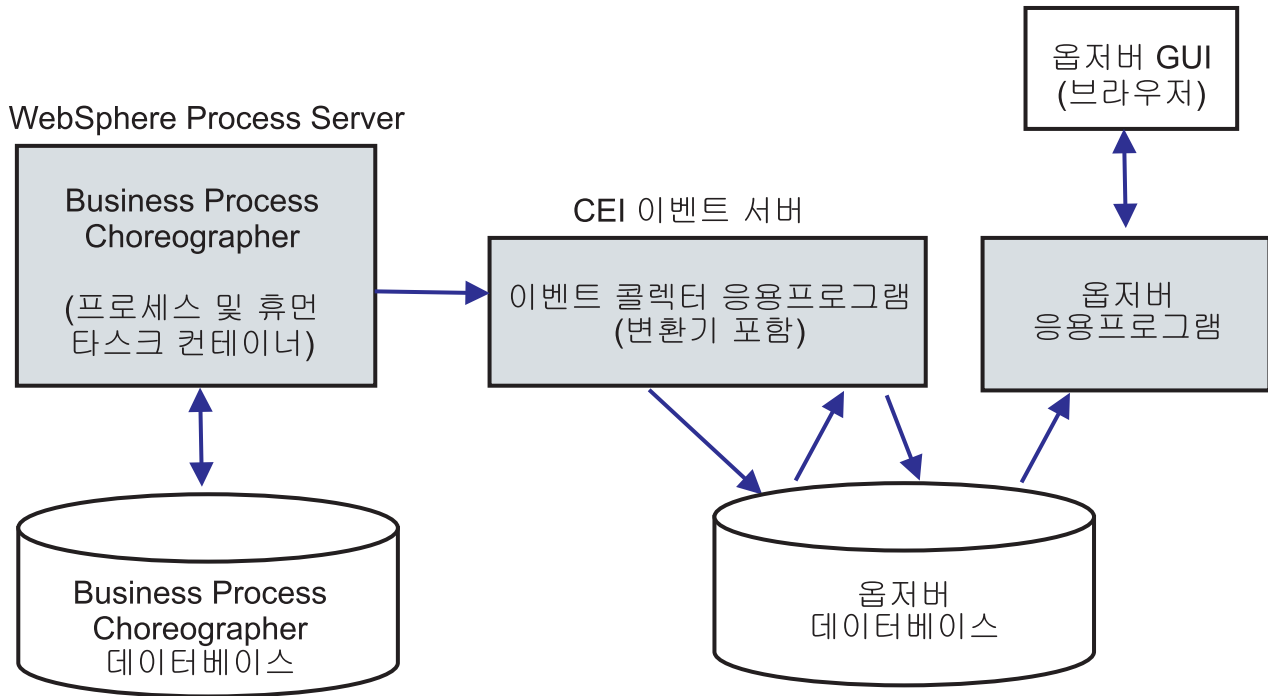 WebSphere Process Server
Business Process
Choreographer
(프로세스 및 휴먼
타스크 컨테이너)
Business Process
Choreographer
데이터베이스
CEI 이벤트 서버
이벤트 콜렉터 응용프로그램
(변환기 포함)
옵저버
데이터베이스
옵저버 GUI
(브라우저)
옵저버
응용프로그램